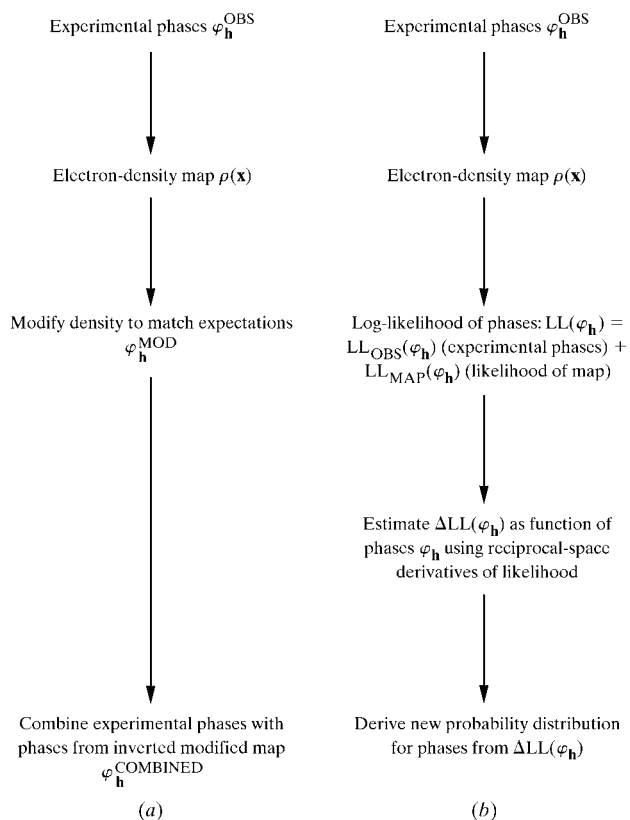 Experimental phases φ_h^OBS
Electron-density map ρ(x)
Modify density to match expectations
φ_h^MOD
Combine experimental phases with
phases from inverted modified map
φ_h^COMBINED
(a)
Experimental phases φ_h^OBS
Electron-density map ρ(x)
Log-likelihood of phases: LL(φ_h) =
LL_OBS(φ_h) (experimental phases) +
LL_MAP(φ_h) (likelihood of map)
Estimate ΔLL(φ_h) as function of
phases φ_h using reciprocal-space
derivatives of likelihood
Derive new probability distribution
for phases from ΔLL(φ_h)
(b)